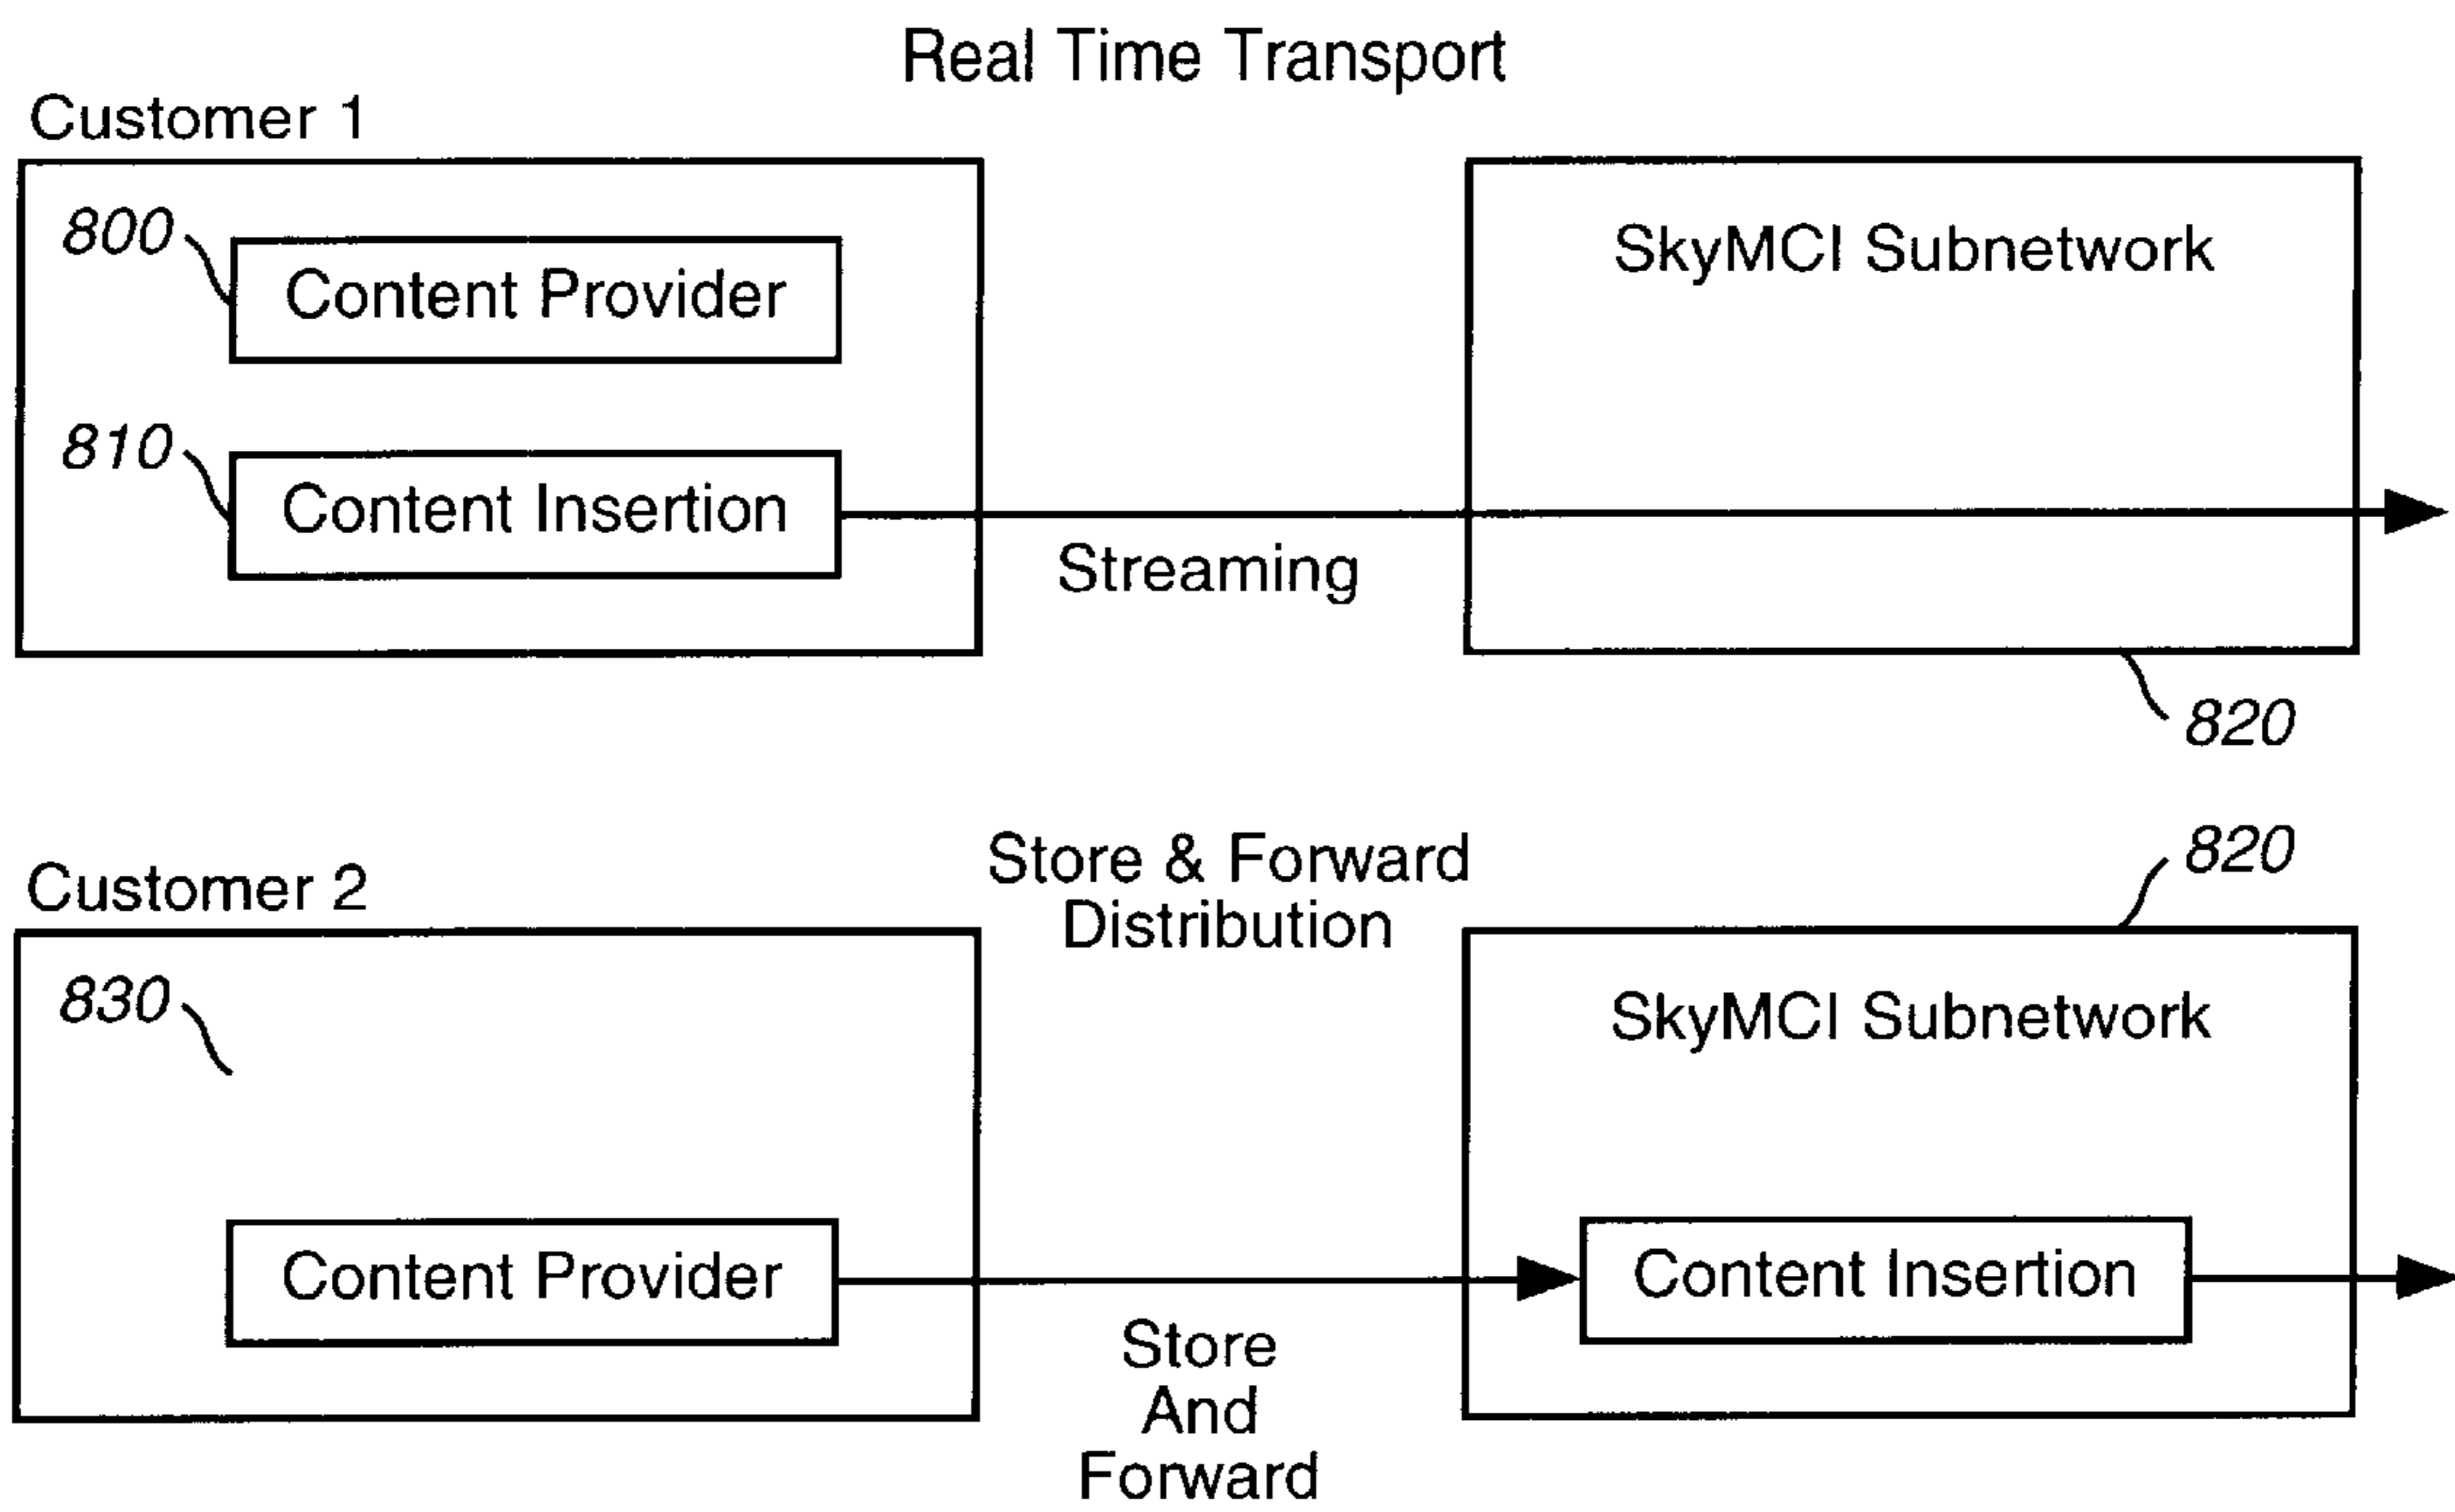 Real Time Transport
Customer 1
800
Content Provider
SkyMCI Subnetwork
810
Content Insertion
Streaming
820
Customer 2
Store & Forward
Distribution
820
830
SkyMCI Subnetwork
Content Provider
Content Insertion
Store
And
Forward